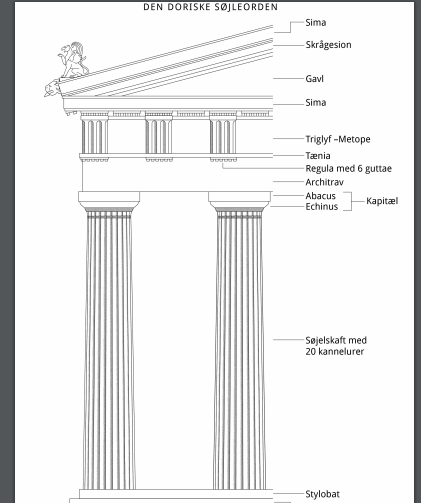 DEN DORISKE SØJLEORDEN
Sima
Skrågesion
Gavl
Sima
Triglyf –Metope
Tænia
Regula med 6 guttae
Architrav
Abacus
Echinus
Kapitæl
Søjelskaft med
20 kannelurer
Stylobat